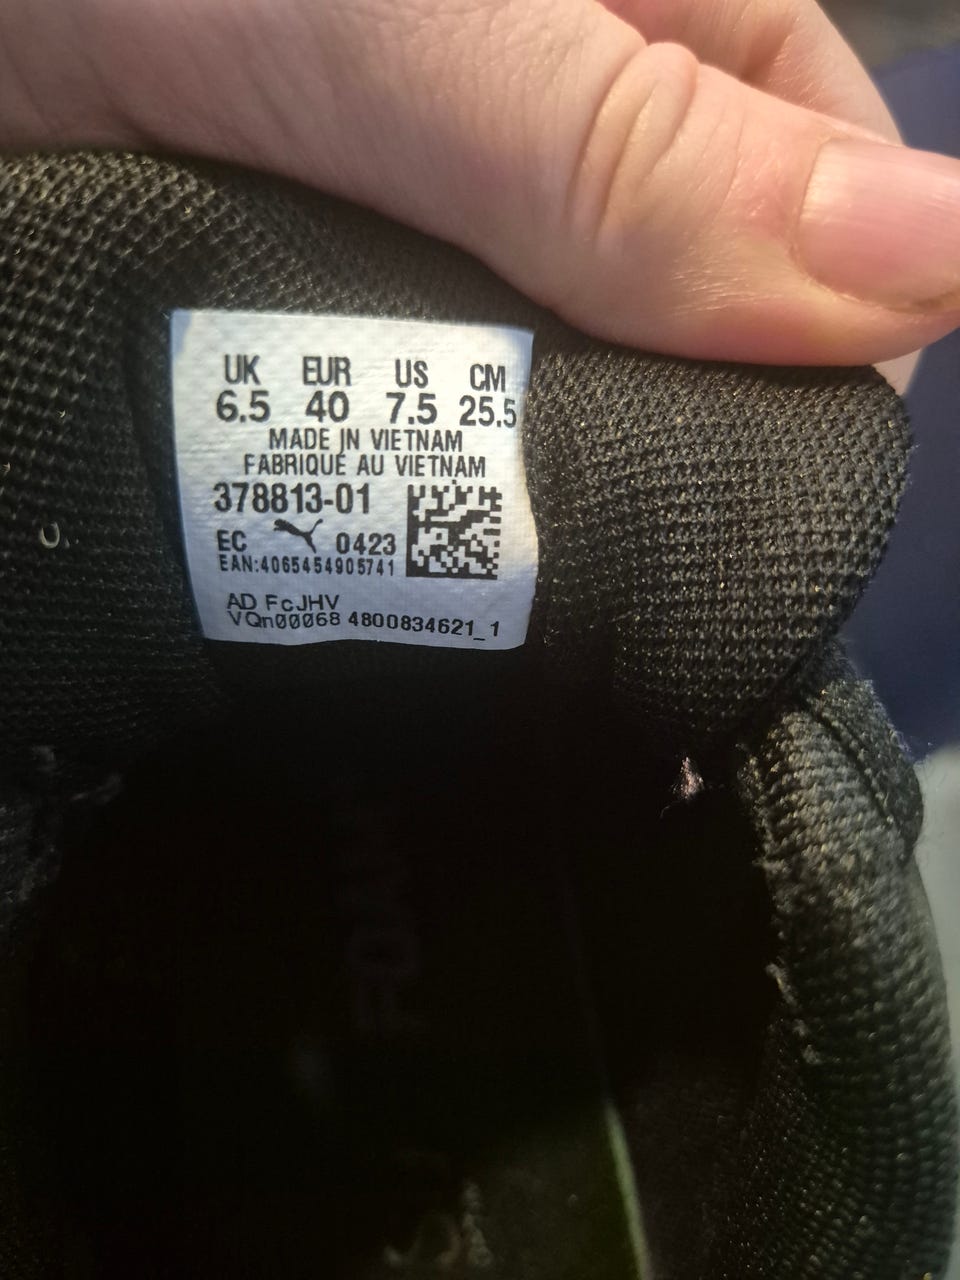 UK EUR US CM
6.5 40 7.5 25.5
MADE IN VIETNAM
FABRIQUÉ AU VIETNAM
378813-01
EC 0423
EAN:4065454905741
AD FcJHV
VQn00068 4800834621_1